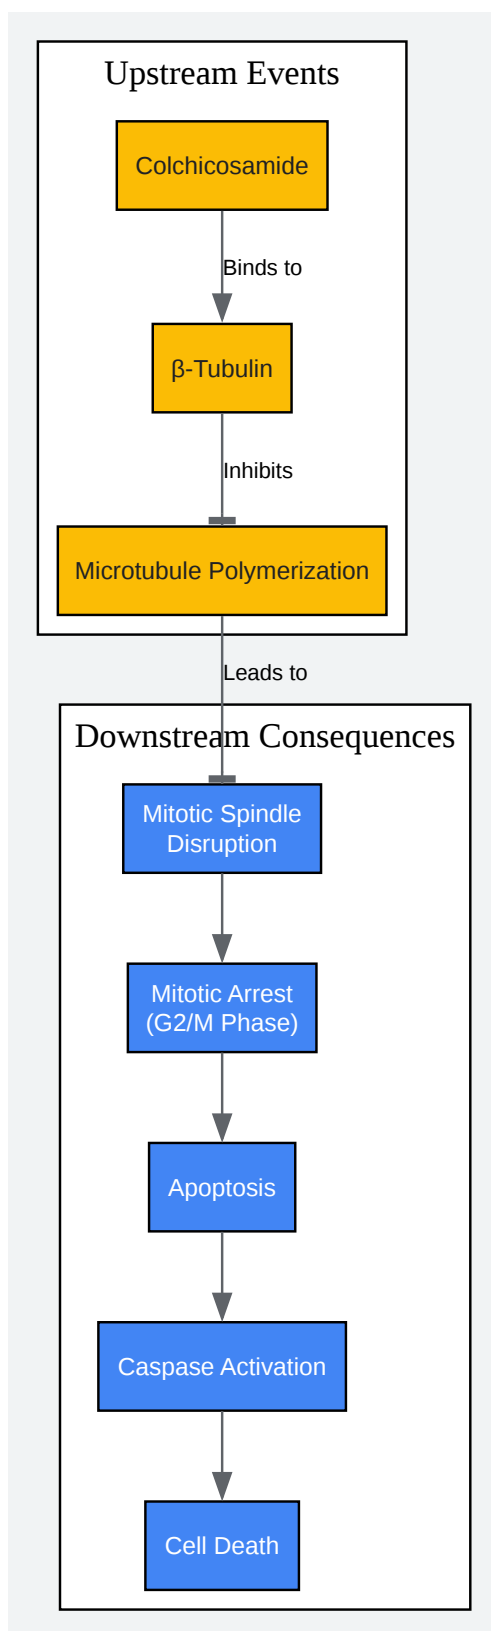 Upstream Events
Colchicosamide
Binds to
β-Tubulin
Inhibits
Microtubule Polymerization
Leads to
Downstream Consequences
Mitotic Spindle
Disruption
Mitotic Arrest
(G2/M Phase)
Apoptosis
Caspase Activation
Cell Death